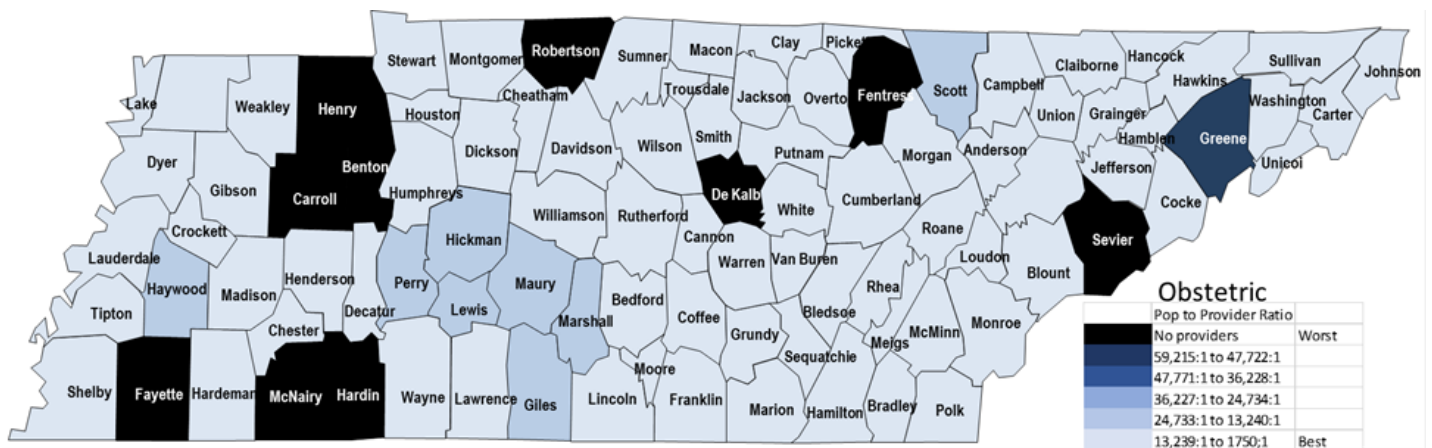 Stewart
Montgomer
Robertson
Sumner
Macon
Clay
Picket
Fentress
Scott
Campbell
Claiborne
Hancock
Hawkins
Sullivan
Johnson
Lake
Weakley
Henry
Houston
Cheatham
Trousdale
Jackson
Overto
Union
Grainger
Hamblen
Greene
Washington
Carter
Unicoi
Dyer
Gibson
Carroll
Benton
Humphreys
Dickson
Davidson
Wilson
Smith
De Kalb
Putnam
White
Cumberland
Morgan
Anderson
Jefferson
Cocke
Sevier
Crockett
Lauderdale
Haywood
Madison
Henderson
Decatur
Perry
Hickman
Lewis
Maury
Williamson
Rutherford
Cannon
Warren
Van Buren
Roane
Loudon
Blount
Rhea
Tipton
Chester
Marshall
Bedford
Coffee
Grundy
Bledsoe
Sequatchie
Meigs
McMinn
Monroe
Shelby
Fayette
Hardeman
McNairy
Hardin
Wayne
Lawrence
Giles
Lincoln
Moore
Franklin
Marion
Hamilton
Bradley
Polk
Obstetric
Pop to Provider Ratio
No providers Worst
59,215:1 to 47,722:1
47,771:1 to 36,228:1
36,227:1 to 24,734:1
24,733:1 to 13,240:1
13,239:1 to 1750;1 Best